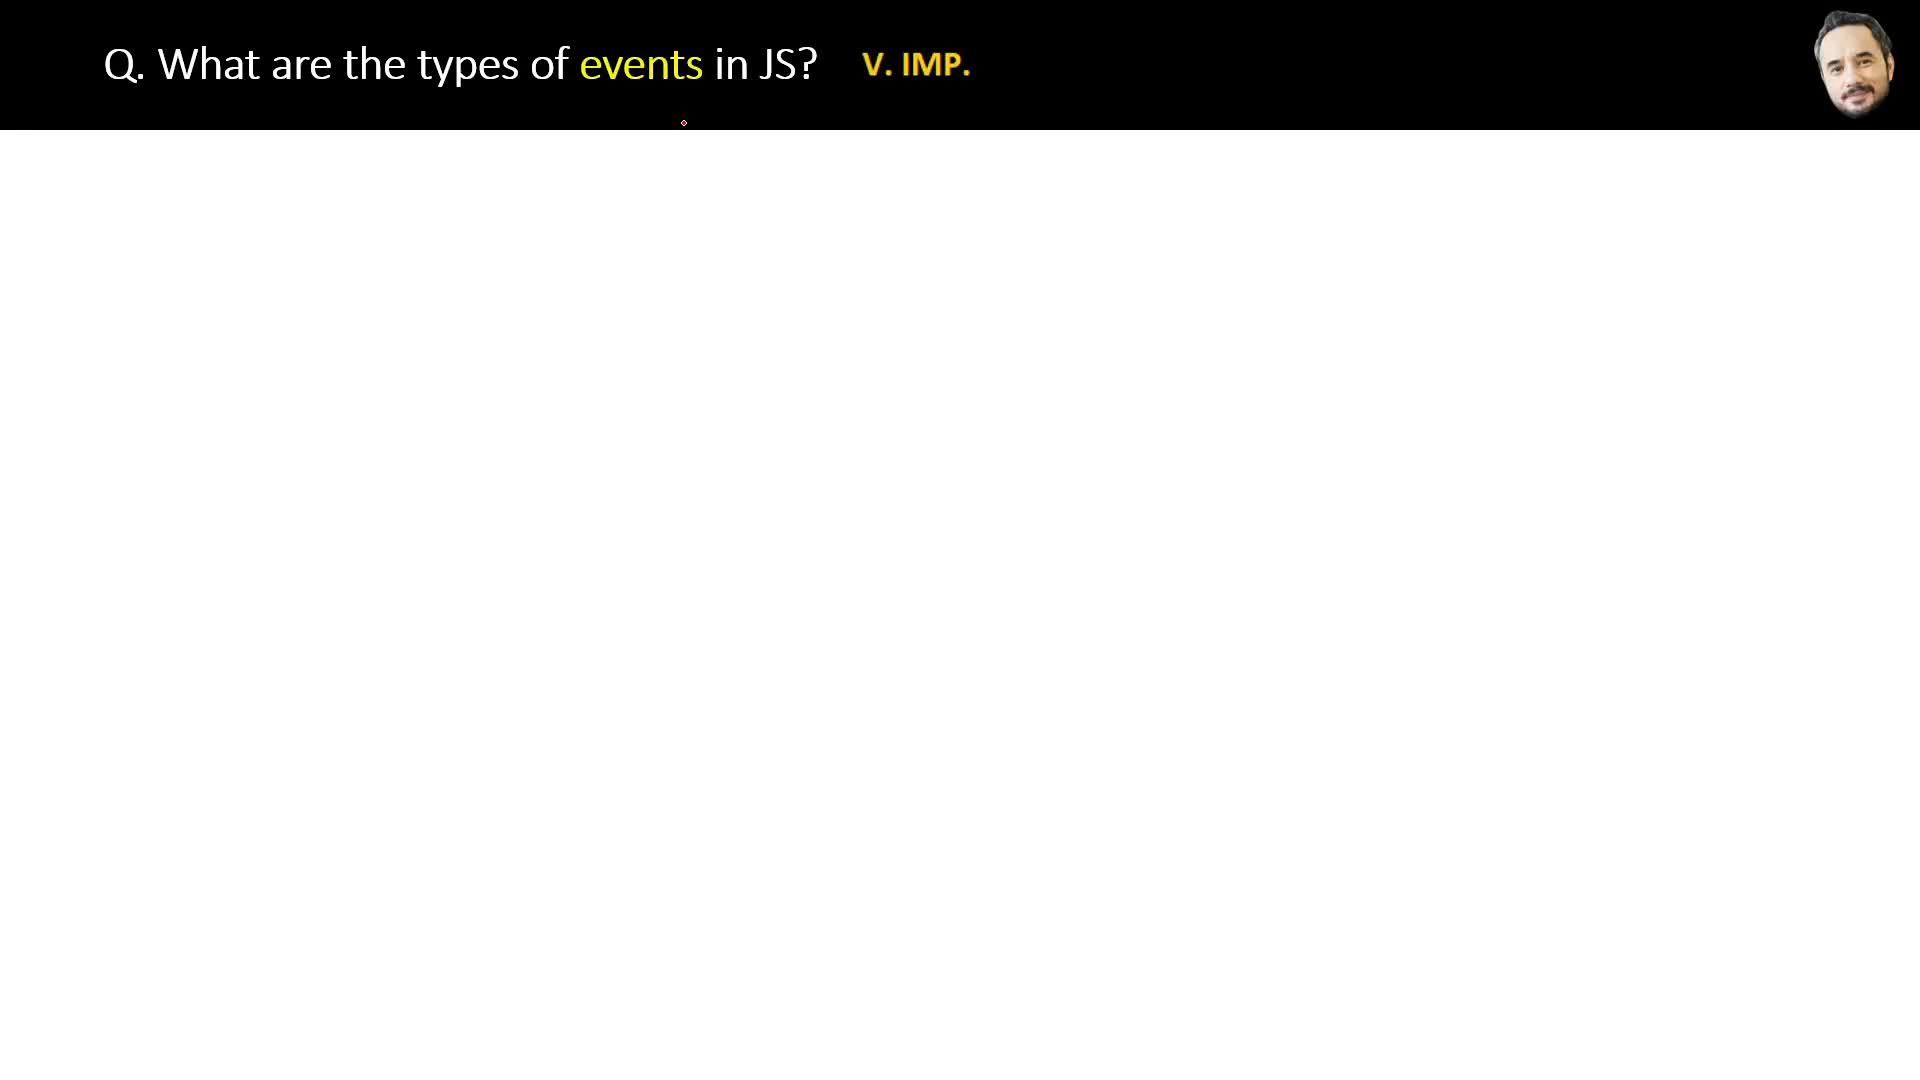 Q. What are the types of events in JS? V. IMP.